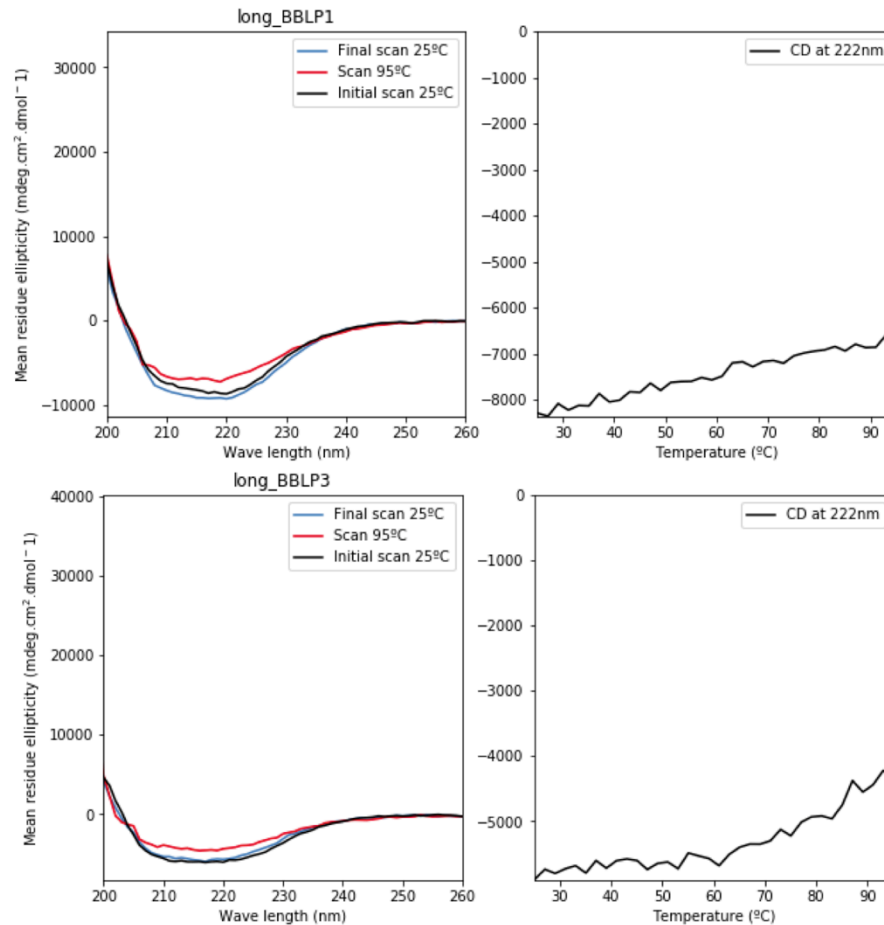 long_BBLP1
Mean residue ellipticity (mdeg.cm².dmol⁻1)
30000
20000
10000
0
−10000
Final scan 25ºC
Scan 95ºC
Initial scan 25ºC
200 210 220 230 240 250 260
Wave length (nm)
0
−1000
−2000
−3000
−4000
−5000
−6000
−7000
−8000
CD at 222nm
30 40 50 60 70 80 90
Temperature (ºC)
long_BBLP3
Mean residue ellipticity (mdeg.cm².dmol⁻1)
40000
30000
20000
10000
0
Final scan 25ºC
Scan 95ºC
Initial scan 25ºC
200 210 220 230 240 250 260
Wave length (nm)
0
−1000
−2000
−3000
−4000
−5000
CD at 222nm
30 40 50 60 70 80 90
Temperature (ºC)